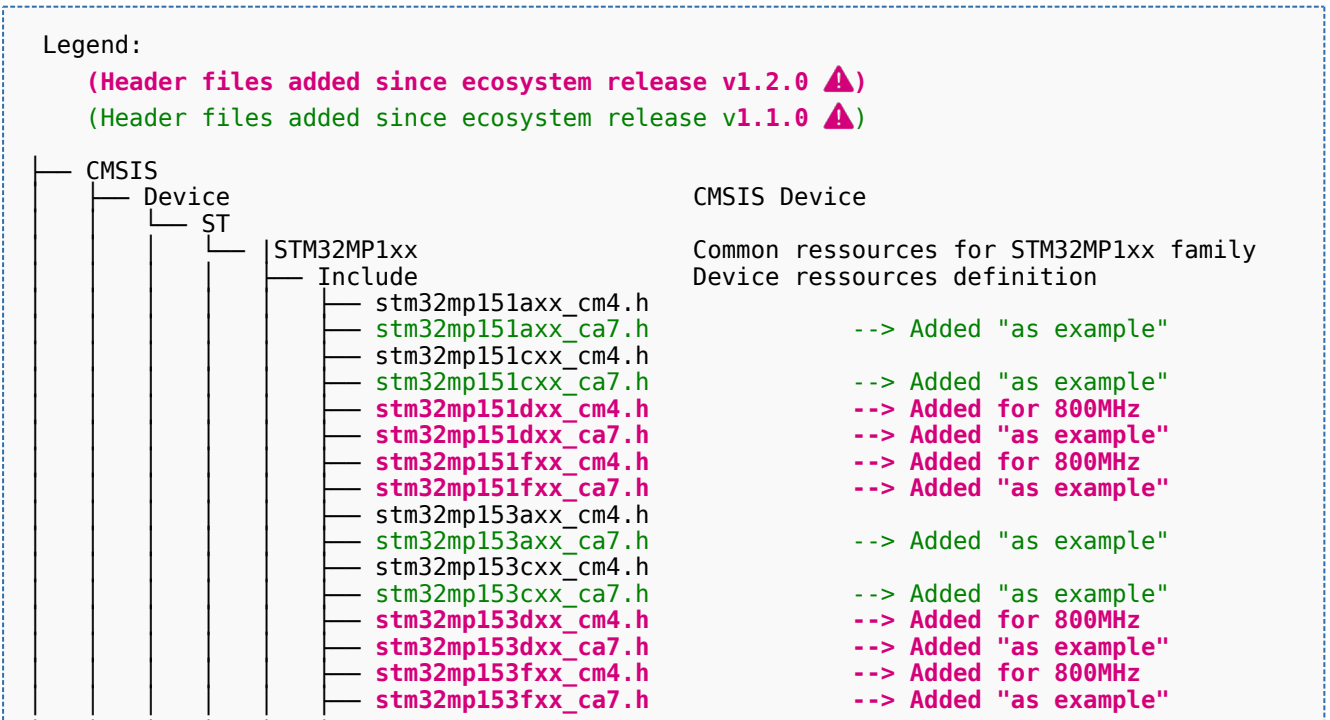 Legend:
(Header files added since ecosystem release v1.2.0 ⚠)
(Header files added since ecosystem release v1.1.0 ⚠)
├── CMSIS
│   ├── Device                                 CMSIS Device
│   │   └── ST
│   │   │   └── │STM32MP1xx                   Common ressources for STM32MP1xx family
│   │   │   │   ├── Include                   Device ressources definition
│   │   │   │   │   ├── stm32mp151axx_cm4.h
│   │   │   │   │   ├── stm32mp151axx_ca7.h              --> Added "as example"
│   │   │   │   │   ├── stm32mp151cxx_cm4.h
│   │   │   │   │   ├── stm32mp151cxx_ca7.h              --> Added "as example"
│   │   │   │   │   ├── stm32mp151dxx_cm4.h              --> Added for 800MHz
│   │   │   │   │   ├── stm32mp151dxx_ca7.h              --> Added "as example"
│   │   │   │   │   ├── stm32mp151fxx_cm4.h              --> Added for 800MHz
│   │   │   │   │   ├── stm32mp151fxx_ca7.h              --> Added "as example"
│   │   │   │   │   ├── stm32mp153axx_cm4.h
│   │   │   │   │   ├── stm32mp153axx_ca7.h              --> Added "as example"
│   │   │   │   │   ├── stm32mp153cxx_cm4.h
│   │   │   │   │   ├── stm32mp153cxx_ca7.h              --> Added "as example"
│   │   │   │   │   ├── stm32mp153dxx_cm4.h              --> Added for 800MHz
│   │   │   │   │   ├── stm32mp153dxx_ca7.h              --> Added "as example"
│   │   │   │   │   ├── stm32mp153fxx_cm4.h              --> Added for 800MHz
│   │   │   │   │   ├── stm32mp153fxx_ca7.h              --> Added "as example"